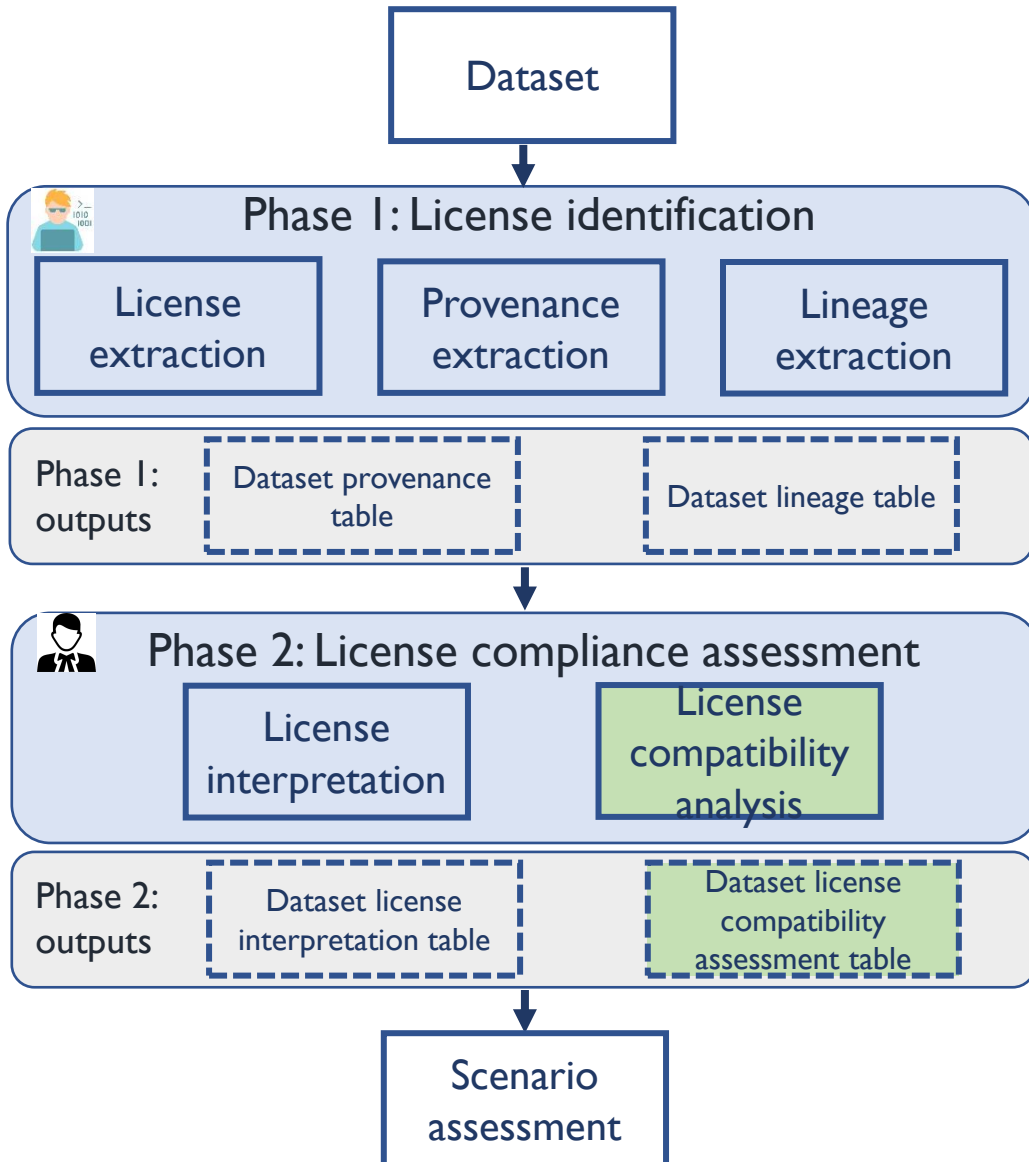 Dataset
>_
1010
1001
Phase 1: License identification
License
extraction
Provenance
extraction
Lineage
extraction
Phase 1:
outputs
Dataset provenance
table
Dataset lineage table
Phase 2: License compliance assessment
License
interpretation
License
compatibility
analysis
Phase 2:
outputs
Dataset license
interpretation table
Dataset license
compatibility
assessment table
Scenario
assessment